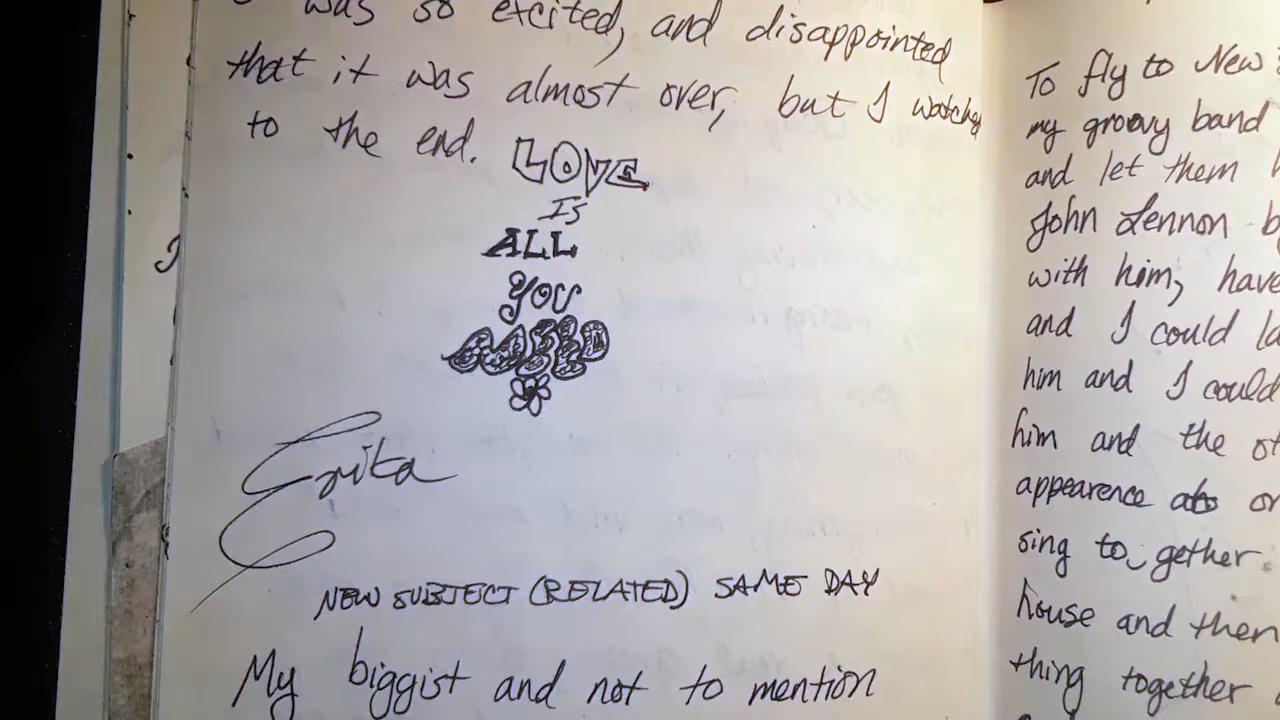 was so excited, and disappointed
that it was almost over, but I watched
to the end.
LOVE
IS
ALL
YOU
NEED
Erita
NEW SUBJECT (RELATED) SAME DAY
My biggist and not to mention
To fly to New
my groovy band
and let them
John Lennon
with him, have
and I could
him and I could
him and the
appearence
sing to gether
house and then
thing together